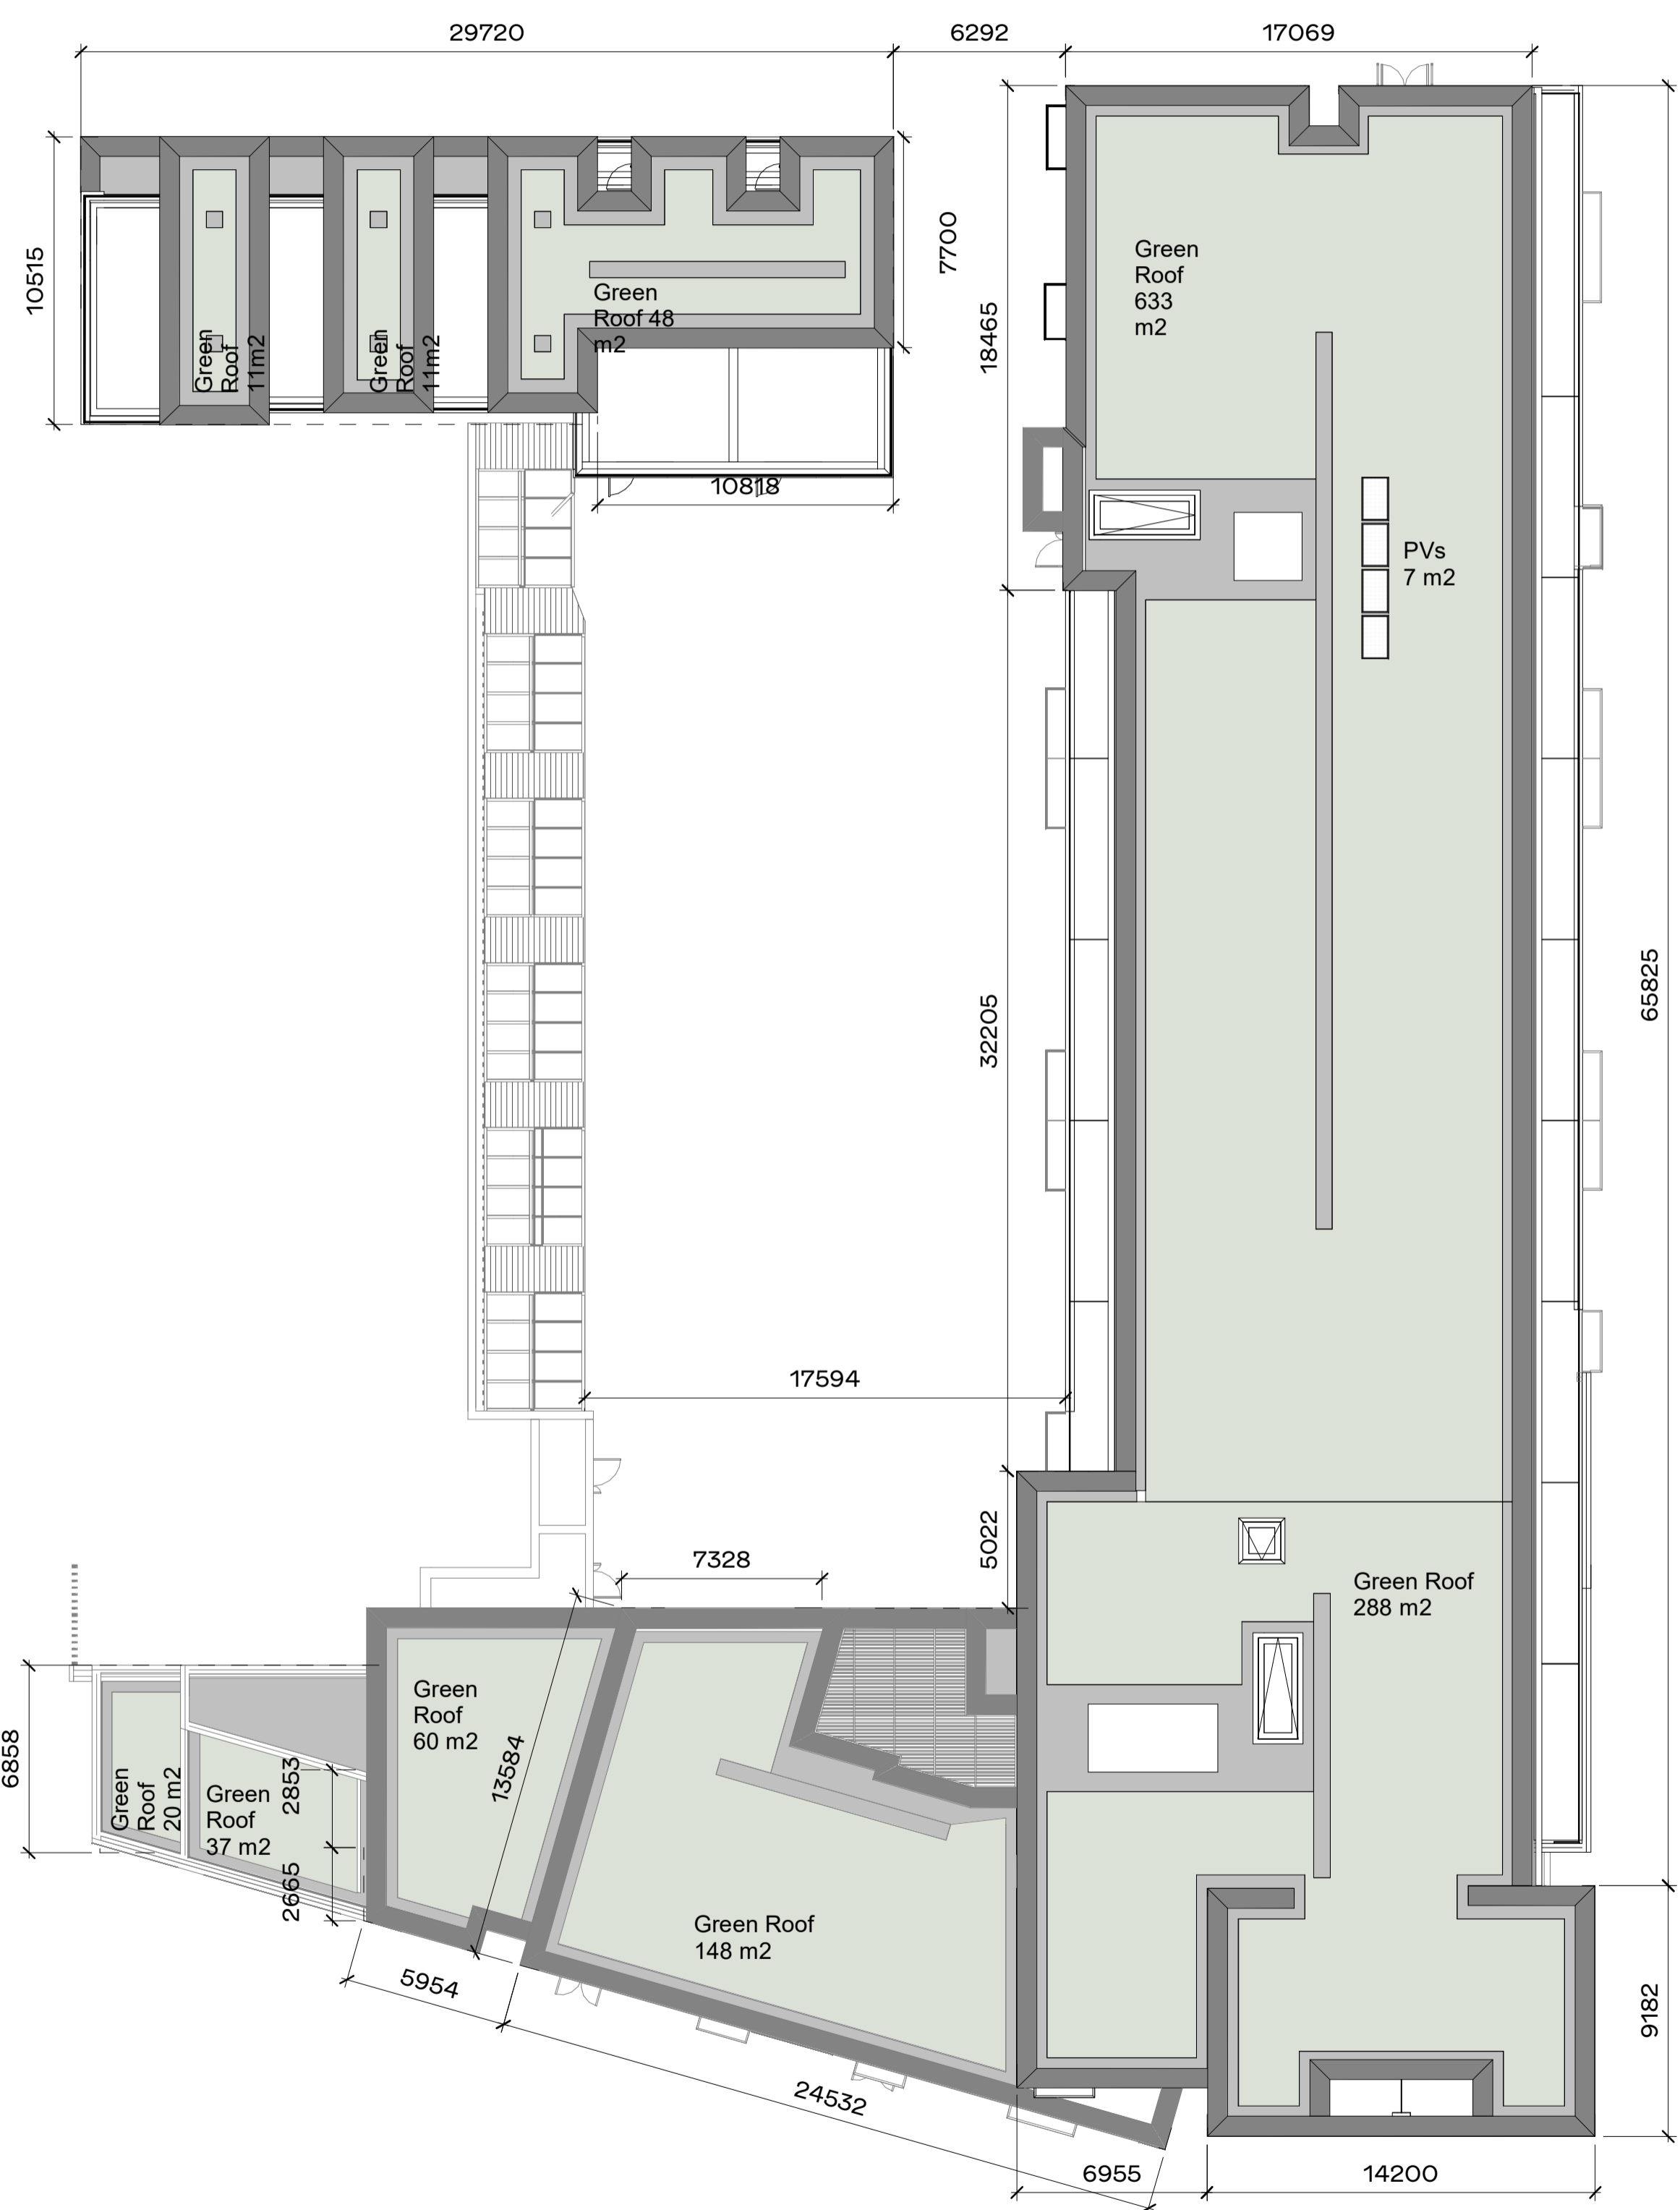 29720
6292
17069
10515
7700
18465
Green
Roof
633
m2
Green
Roof
11m2
Green
Roof
11m2
Green
Roof 48
m2
10818
PVs
7 m2
32205
65825
17594
5022
7328
Green Roof
288 m2
6858
Green
Roof
20 m2
Green
Roof
37 m2
2853
2665
Green
Roof
60 m2
13584
Green Roof
148 m2
5954
24532
9182
6955
14200